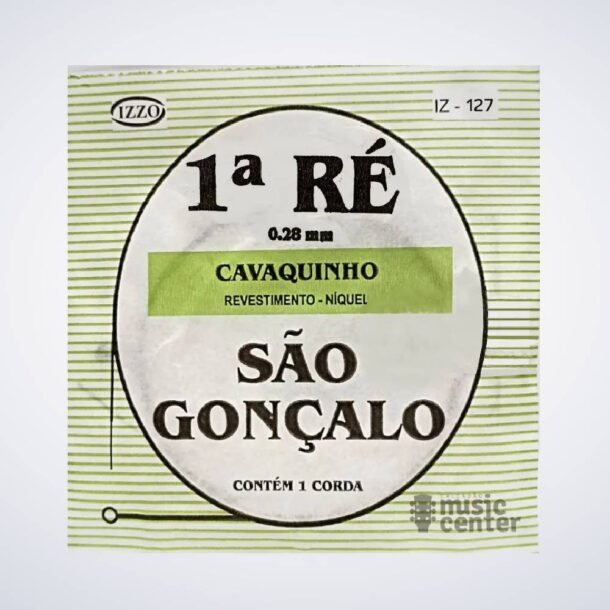 IZZO
IZ - 127
1ª RÉ
0.28 mm
CAVAQUINHO
REVESTIMENTO - NÍQUEL
SÃO
GONÇALO
CONTÉM 1 CORDA
music
center